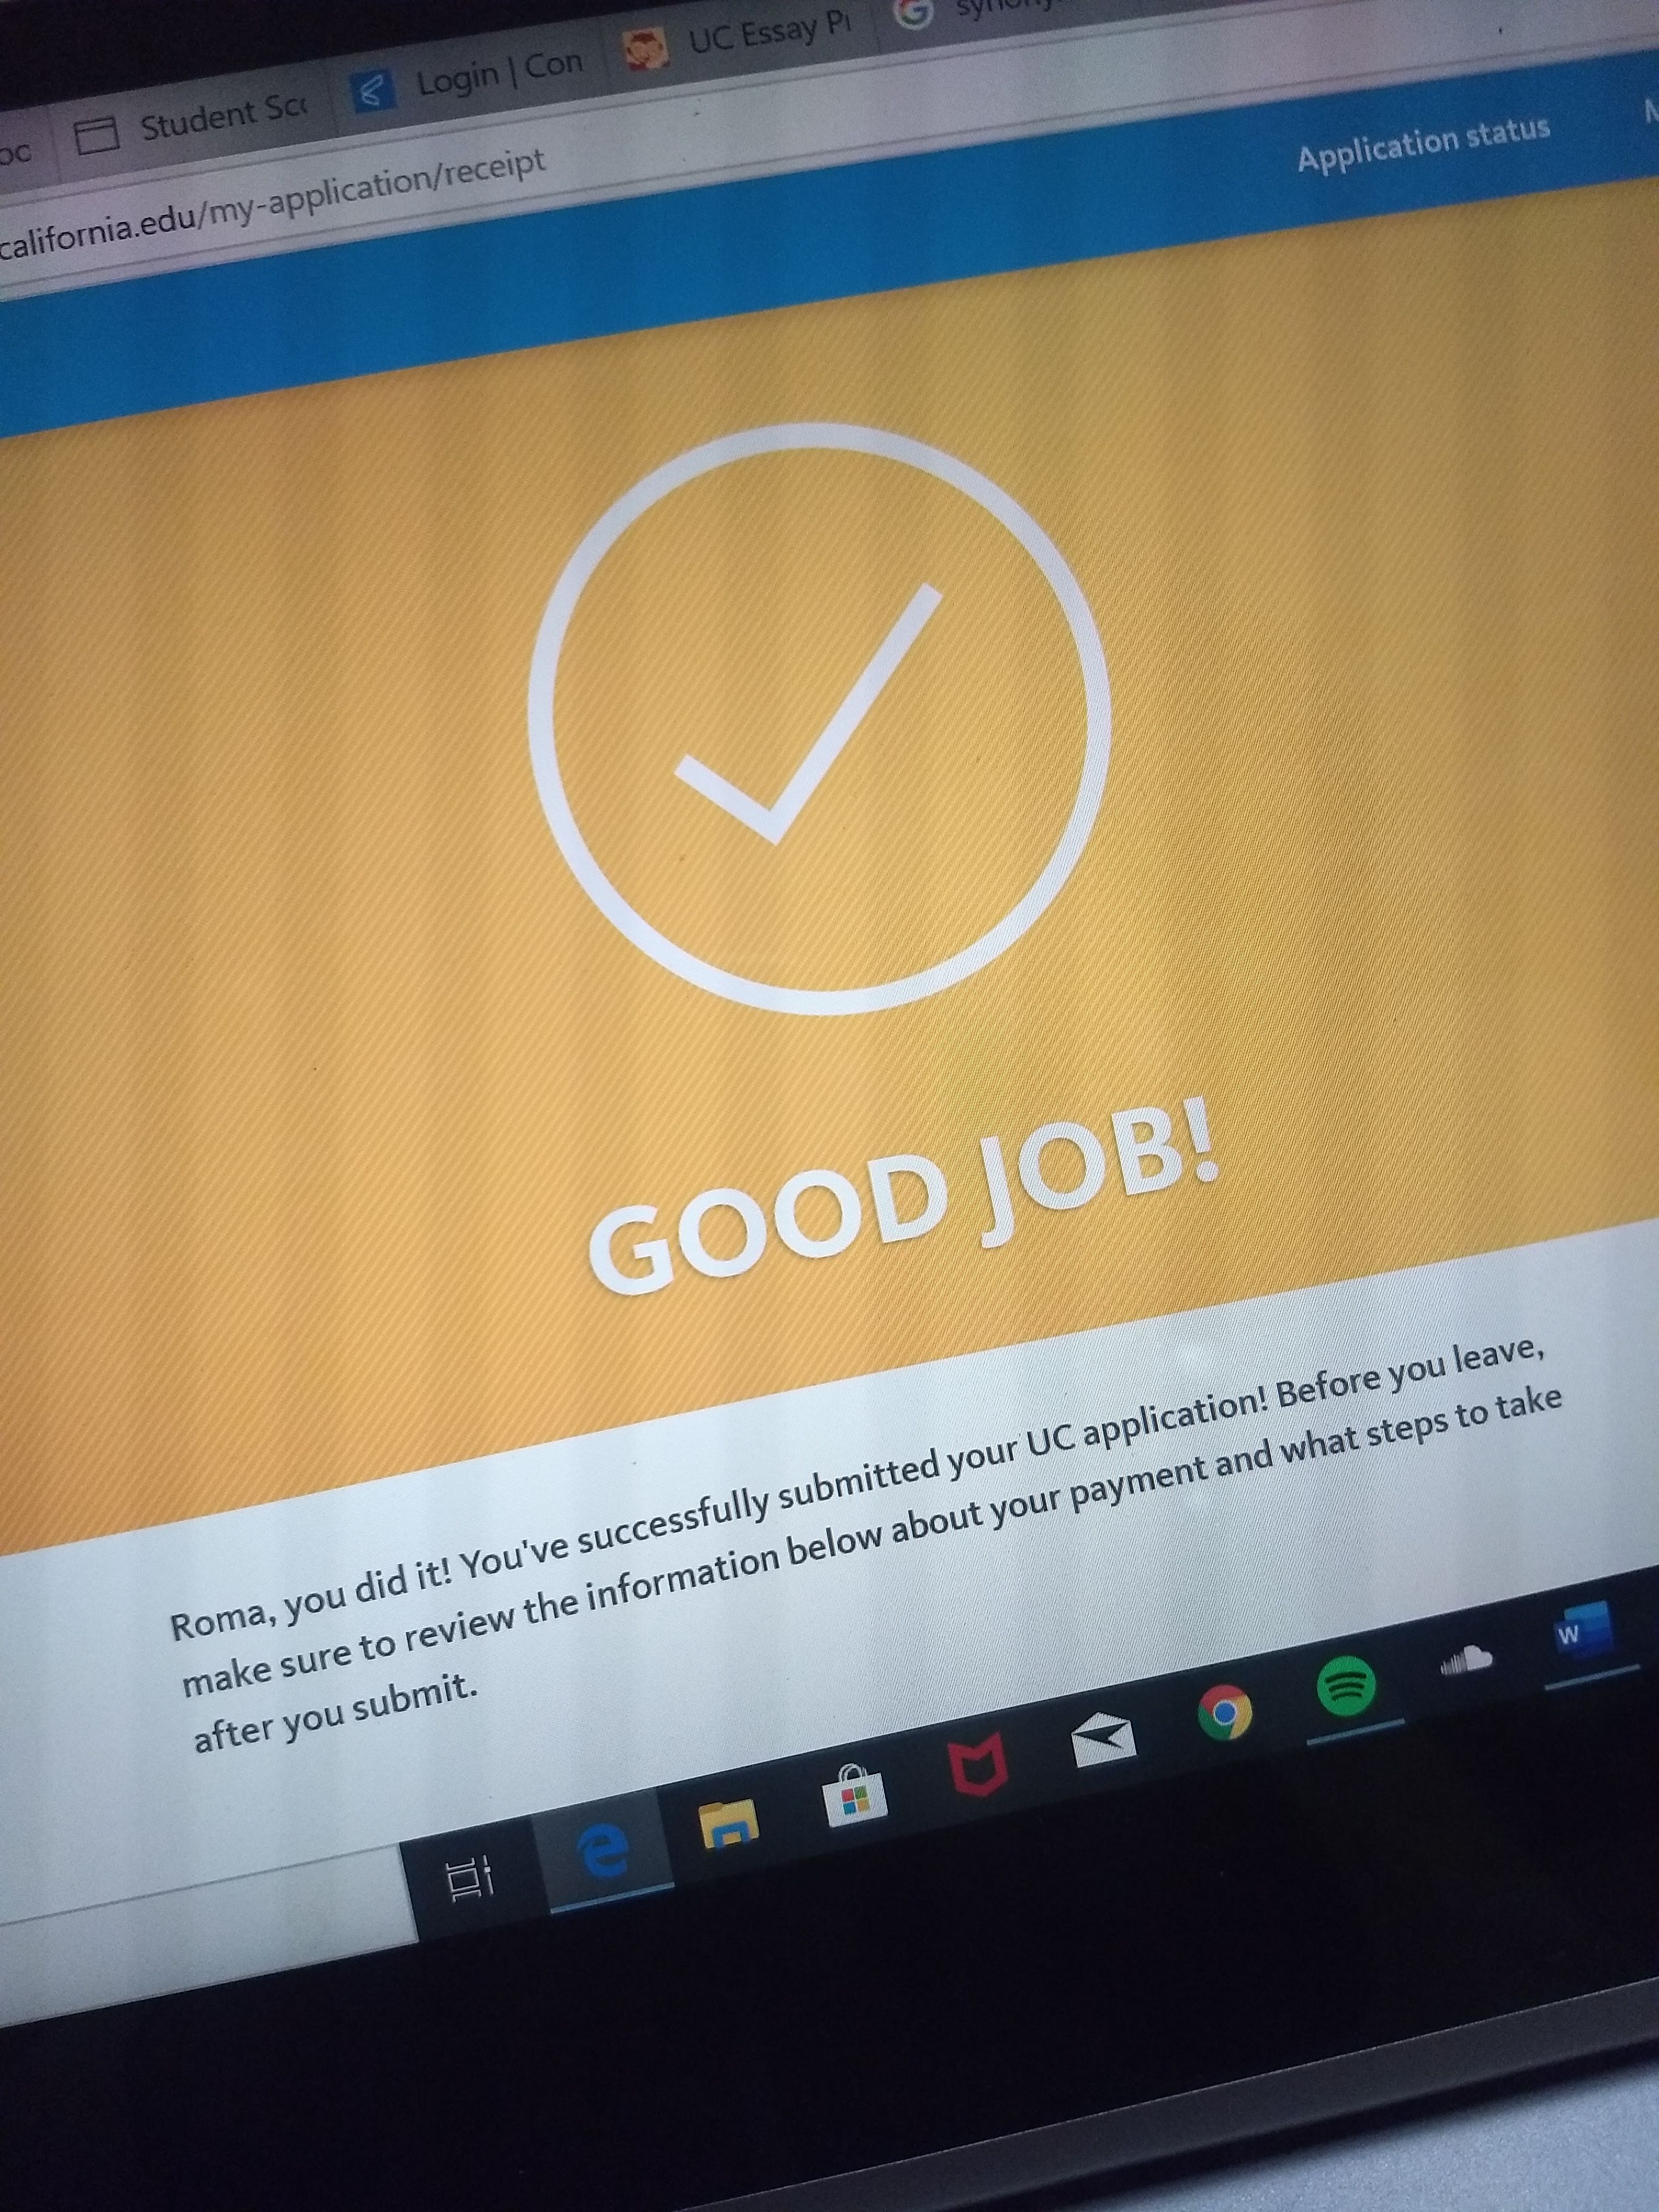 Student Sc
Login | Con
UC Essay P
california.edu/my-application/receipt
Application status
GOOD JOB!
Roma, you did it! You've successfully submitted your UC application! Before you leave,
make sure to review the information below about your payment and what steps to take
after you submit.
W